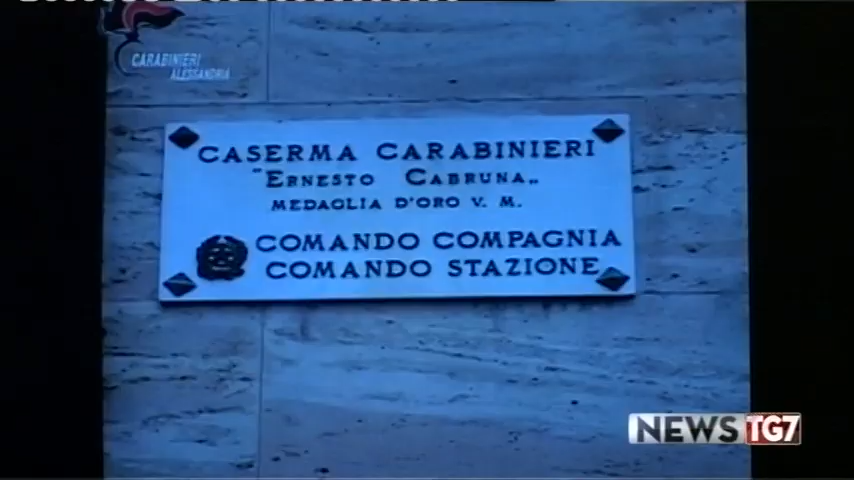 CARABINIERI
ALESSANDRIA
CASERMA CARABINIERI
"ERNESTO CABRUNA"
MEDAGLIA D'ORO V. M.
COMANDO COMPAGNIA
COMANDO STAZIONE
NEWS TG7